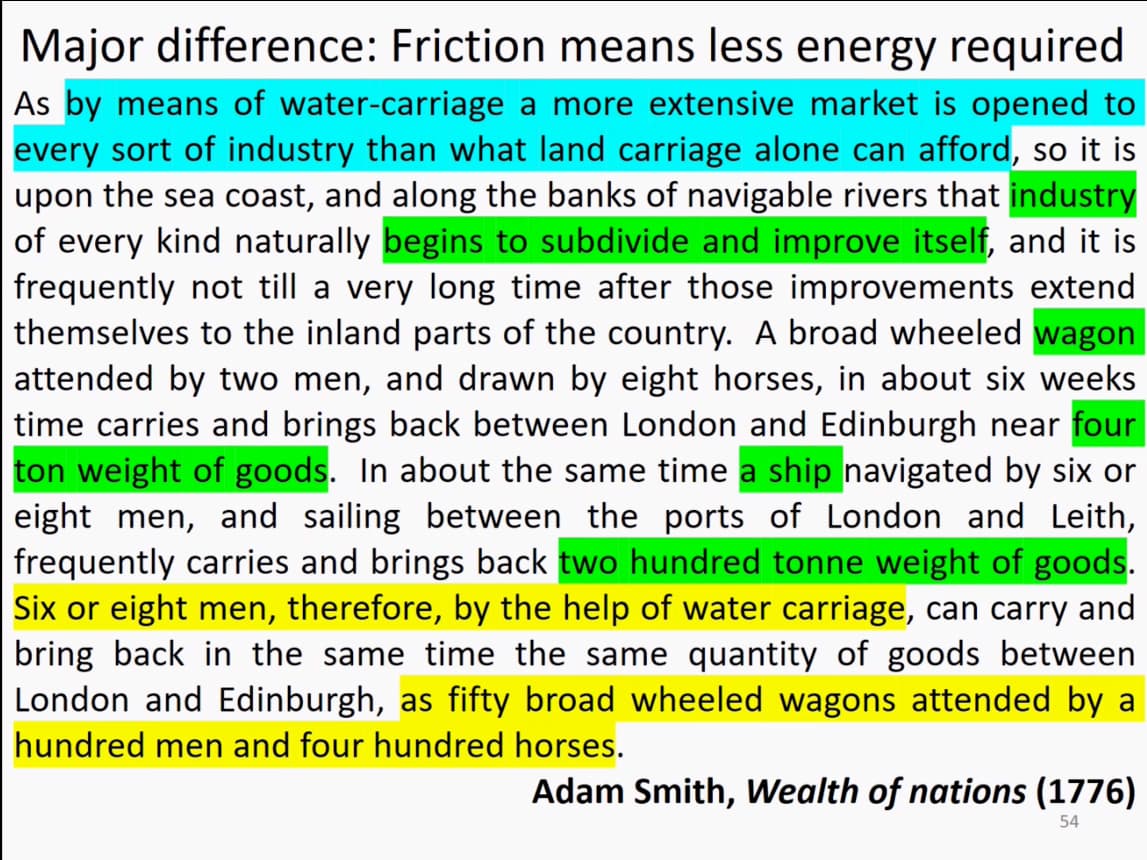 Major difference: Friction means less energy required
As by means of water-carriage a more extensive market is opened to
every sort of industry than what land carriage alone can afford, so it is
upon the sea coast, and along the banks of navigable rivers that industry
of every kind naturally begins to subdivide and improve itself, and it is
frequently not till a very long time after those improvements extend
themselves to the inland parts of the country. A broad wheeled wagon
attended by two men, and drawn by eight horses, in about six weeks
time carries and brings back between London and Edinburgh near four
ton weight of goods. In about the same time a ship navigated by six or
eight men, and sailing between the ports of London and Leith,
frequently carries and brings back two hundred tonne weight of goods.
Six or eight men, therefore, by the help of water carriage, can carry and
bring back in the same time the same quantity of goods between
London and Edinburgh, as fifty broad wheeled wagons attended by a
hundred men and four hundred horses.
Adam Smith, Wealth of nations (1776)
54